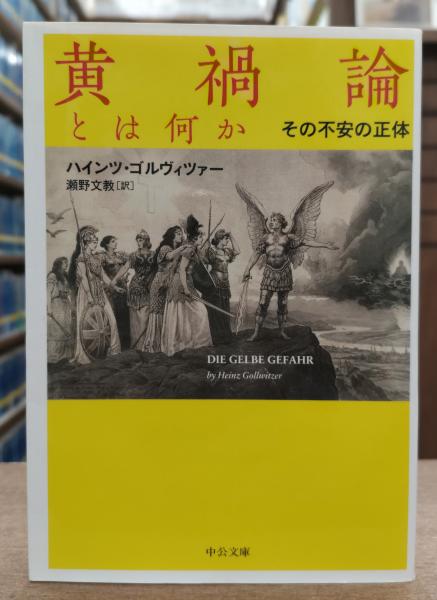 黄禍論
とは何か その不安の正体
ハインツ・ゴルヴィツァー
瀬野文教［訳］
DIE GELBE GEFAHR
by Heinz Gollwitzer
中公文庫